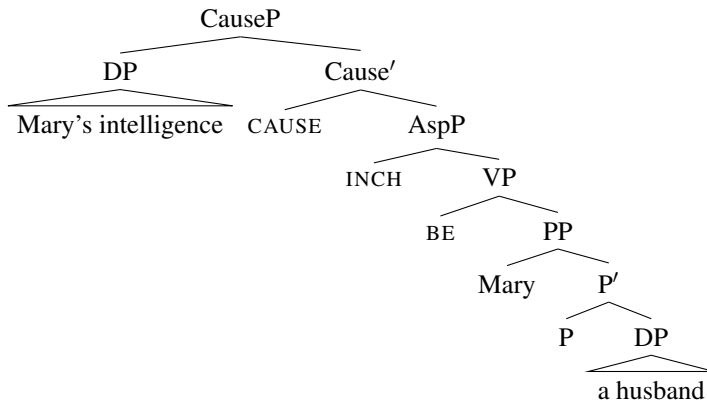 CauseP
DP Cause′
Mary's intelligence CAUSE AspP
INCH VP
BE PP
Mary P′
P DP
a husband